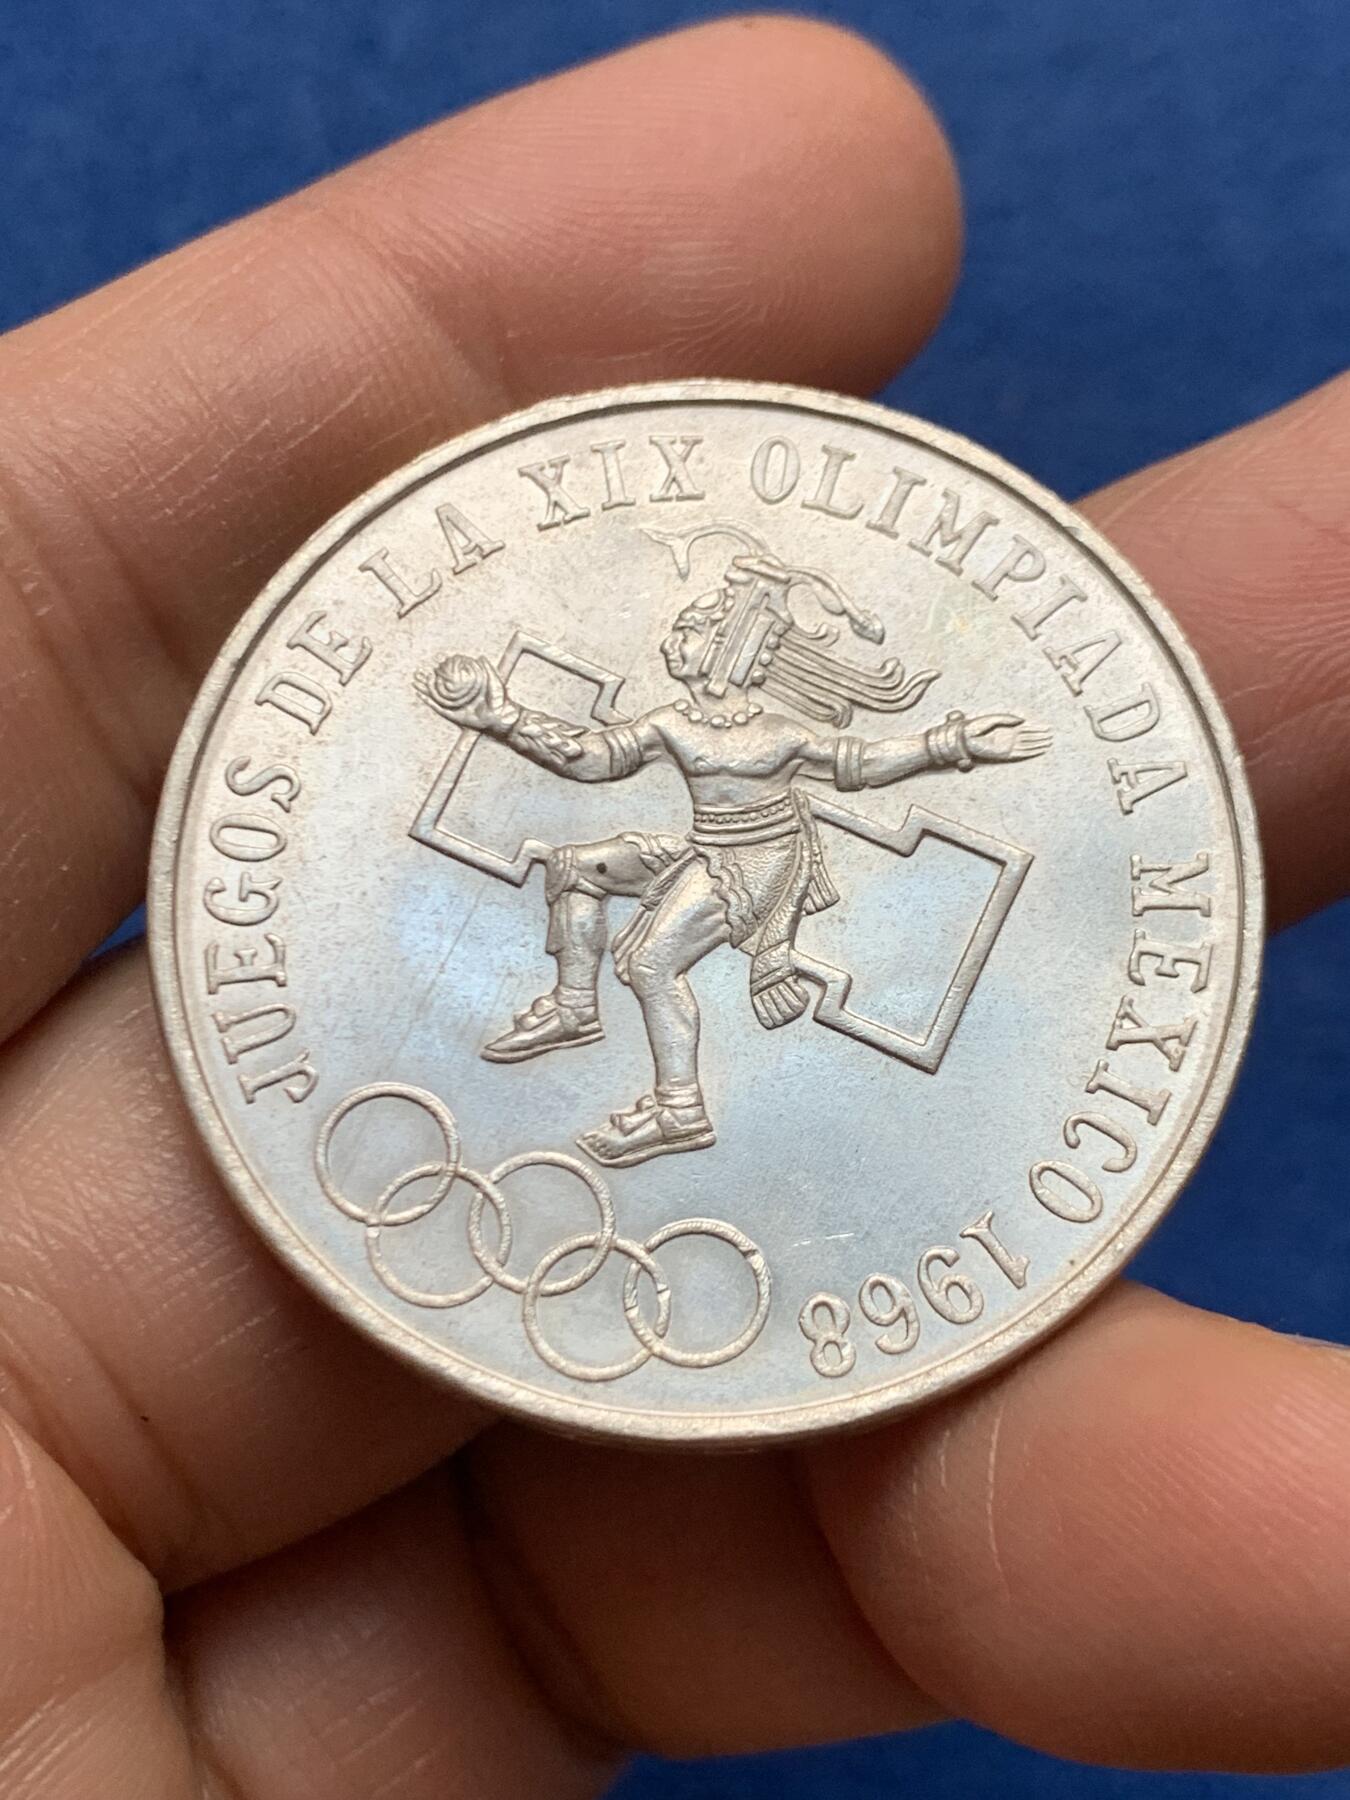 JUEGOS DE LA XIX OLIMPIADA MEXICO 1968